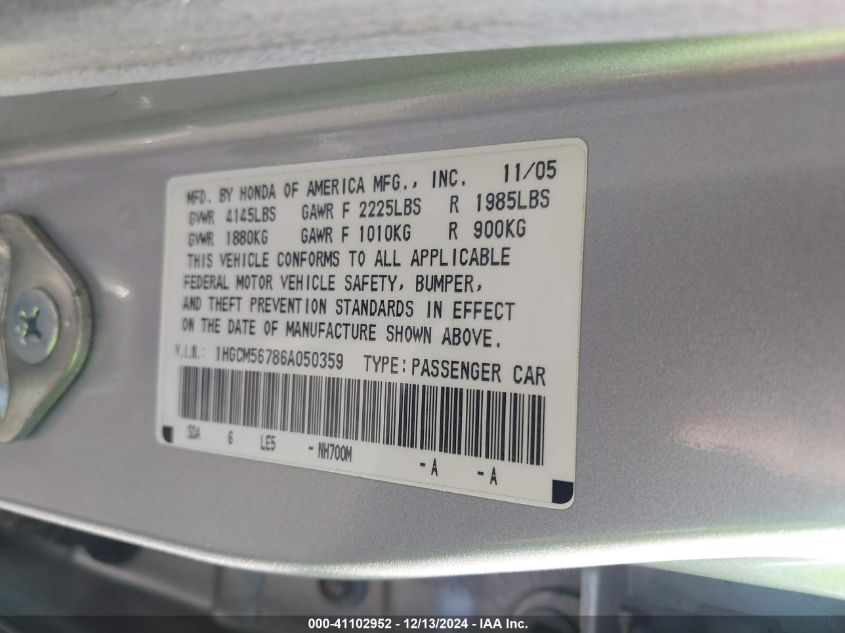 MFD. BY HONDA OF AMERICA MFG., INC. 11/05
GVWR 4145LBS GAWR F 2225LBS R 1985LBS
GVWR 1880KG GAWR F 1010KG R 900KG
THIS VEHICLE CONFORMS TO ALL APPLICABLE
FEDERAL MOTOR VEHICLE SAFETY, BUMPER,
AND THEFT PREVENTION STANDARDS IN EFFECT
ON THE DATE OF MANUFACTURE SHOWN ABOVE.
V.I.N.: 1HGCM56786A050359 TYPE: PASSENGER CAR
SDA 6 LE5 - NH700M - A - A
000-41102952 - 12/13/2024 - IAA Inc.